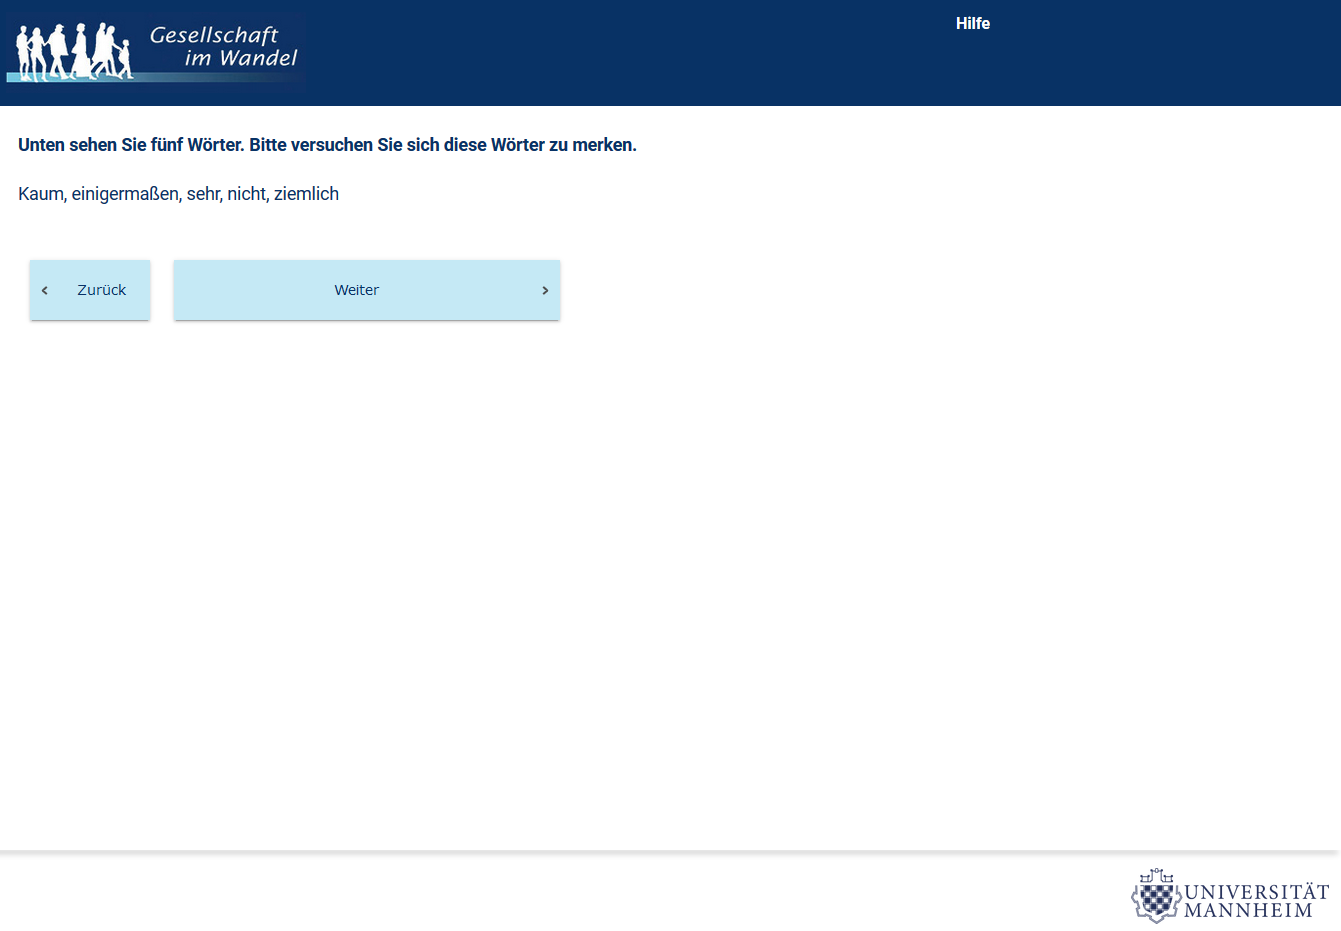 Gesellschaft
im Wandel
Hilfe
Unten sehen Sie fünf Wörter. Bitte versuchen Sie sich diese Wörter zu merken.
Kaum, einigermaßen, sehr, nicht, ziemlich
Zurück
Weiter
UNIVERSITÄT
MANNHEIM